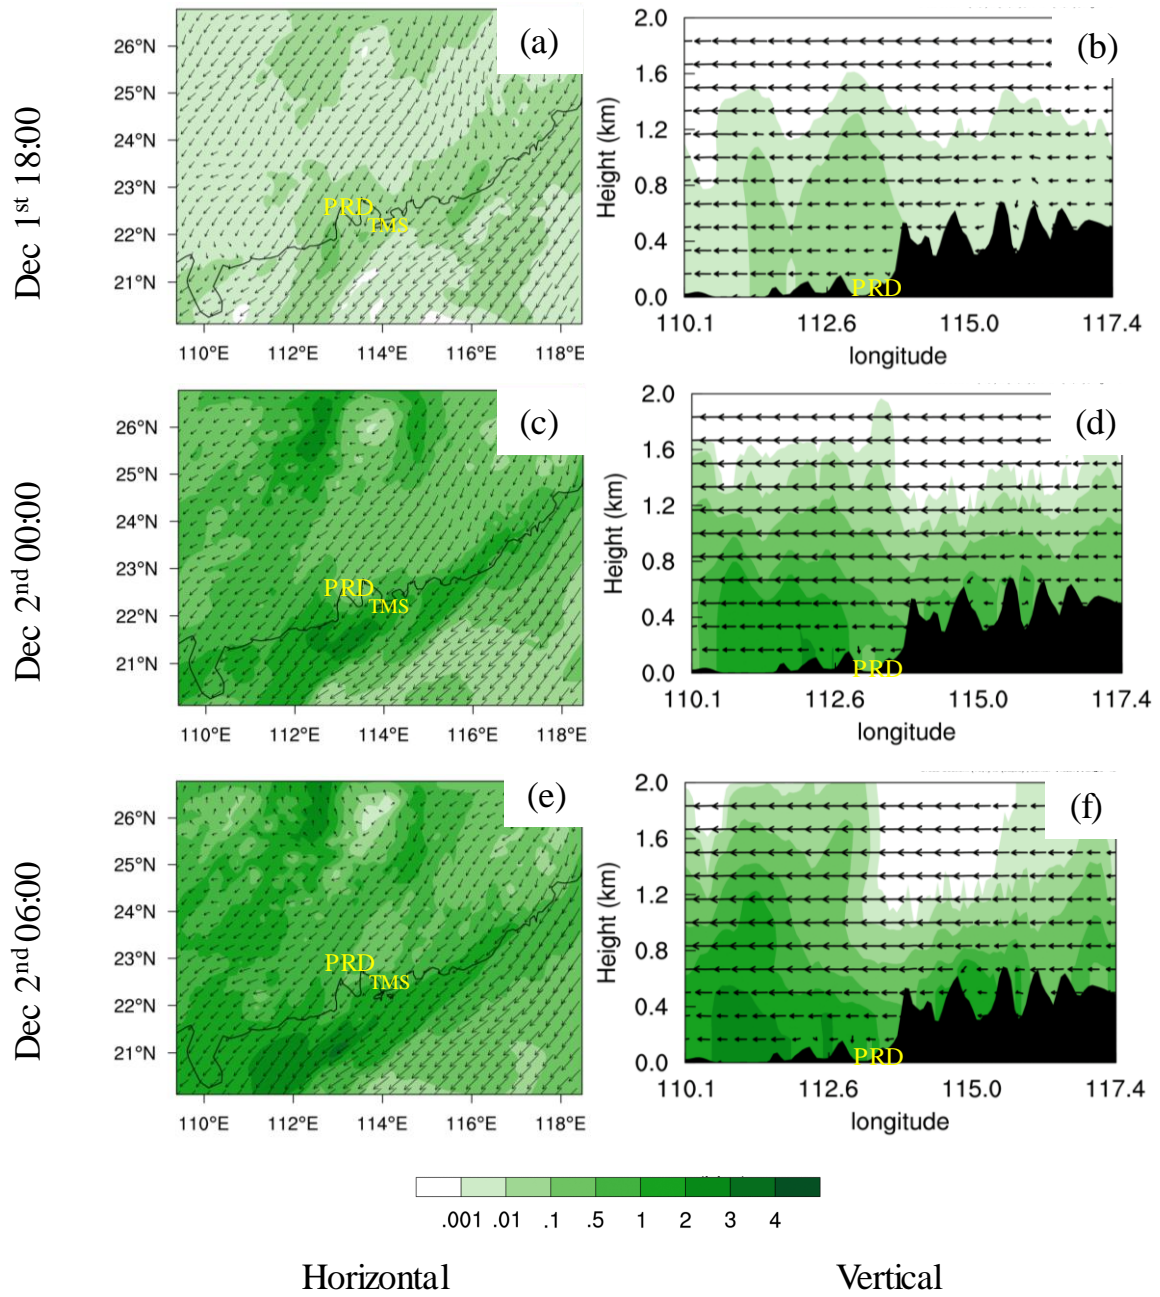 Dec 1st 18:00
(a)
26°N
25°N
24°N
23°N
22°N
21°N
PRD
TMS
110°E 112°E 114°E 116°E 118°E
(b)
Height (km)
2.0
1.6
1.2
0.8
0.4
0.0
PRD
110.1 112.6 115.0 117.4
longitude
Dec 2nd 00:00
(c)
26°N
25°N
24°N
23°N
22°N
21°N
PRD
TMS
110°E 112°E 114°E 116°E 118°E
(d)
Height (km)
2.0
1.6
1.2
0.8
0.4
0.0
PRD
110.1 112.6 115.0 117.4
longitude
Dec 2nd 06:00
(e)
26°N
25°N
24°N
23°N
22°N
21°N
PRD
TMS
110°E 112°E 114°E 116°E 118°E
(f)
Height (km)
2.0
1.6
1.2
0.8
0.4
0.0
PRD
110.1 112.6 115.0 117.4
longitude
.001 .01 .1 .5 1 2 3 4
Horizontal Vertical